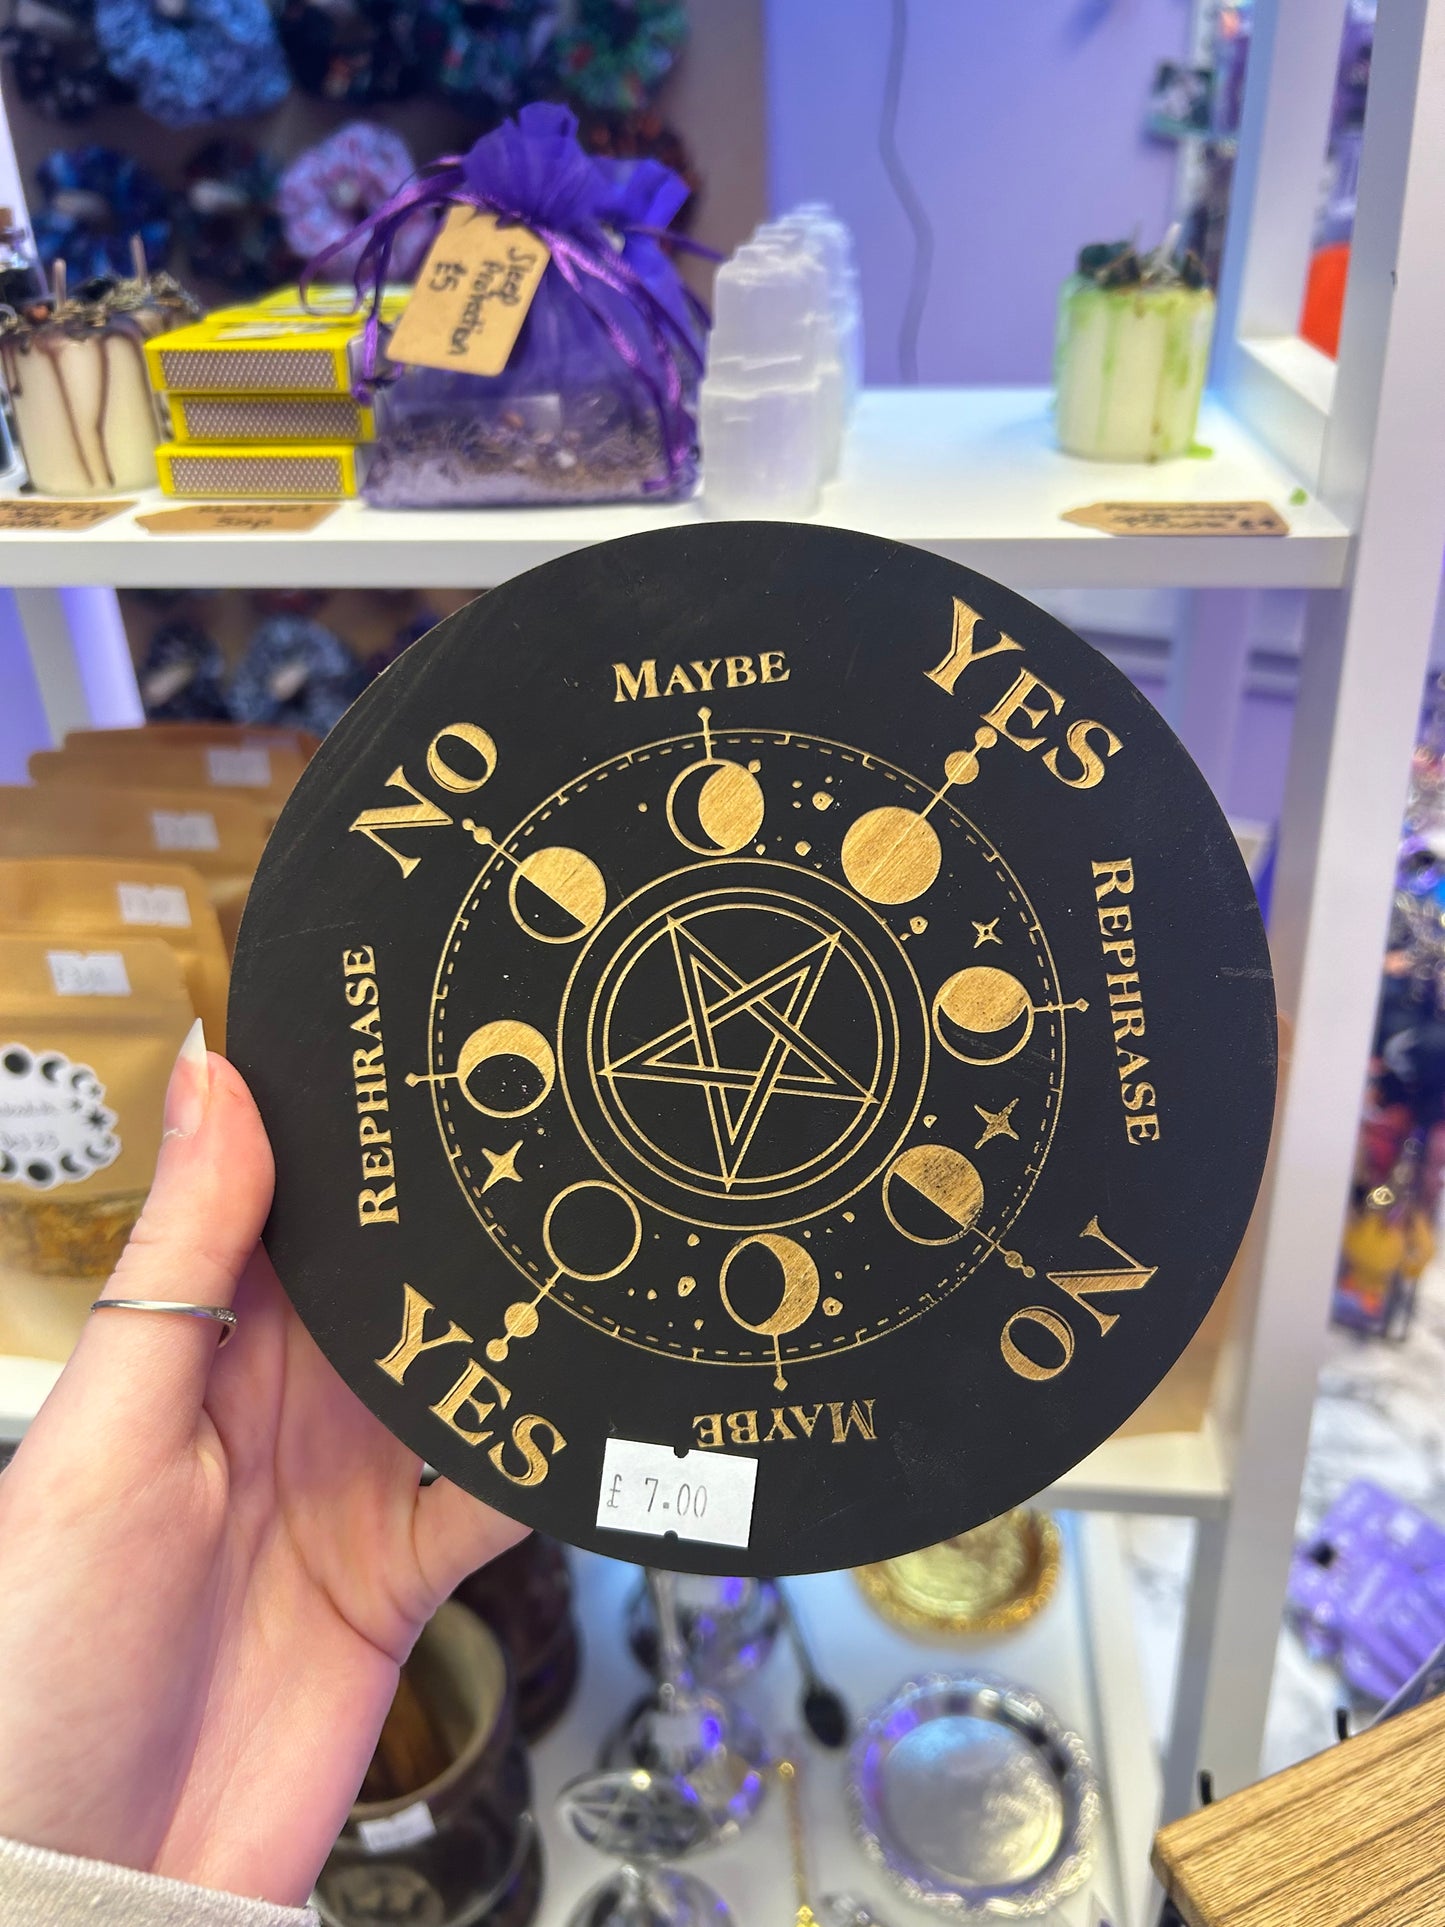 Sleep
Protection
£5
MAYBE
YES
NO
REPHRASE
REPHRASE
YES
NO
MAYBE
£ 7.00